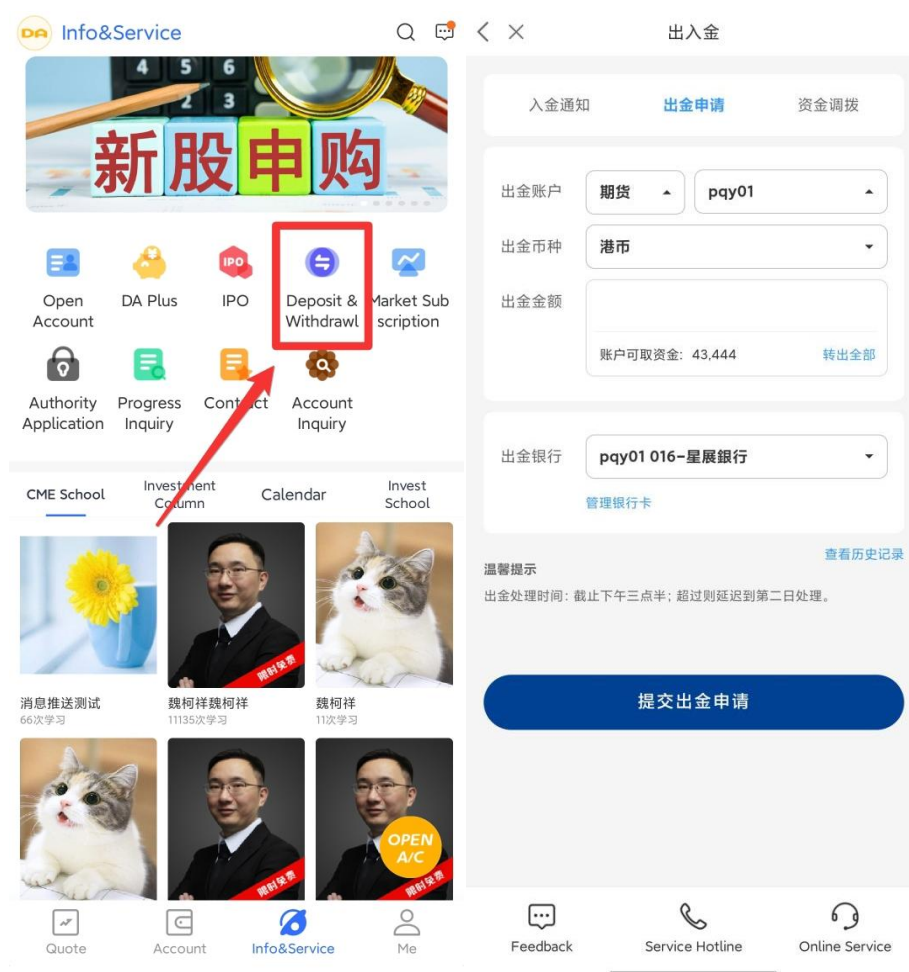 DA Info&Service
4 5 6
2 3
新股申购
IPO
Open
Account
DA Plus
IPO
Deposit &
Withdrawl
Market Sub
scription
Authority
Application
Progress
Inquiry
Contract
Account
Inquiry
CME School
Investment
Column
Calendar
Invest
School
限时免费
消息推送测试
66次学习
魏柯祥魏柯祥
11135次学习
魏柯祥
11次学习
限时免费
OPEN
A/C
限时免费
Quote
Account
Info&Service
Me
出入金
入金通知
出金申请
资金调拨
出金账户 期货 pqy01
出金币种 港币
出金金额
账户可取资金: 43,444 转出全部
出金银行 pqy01 016-星展銀行
管理银行卡
查看历史记录
温馨提示
出金处理时间: 截止下午三点半; 超过则延迟到第二日处理。
提交出金申请
Feedback
Service Hotline
Online Service